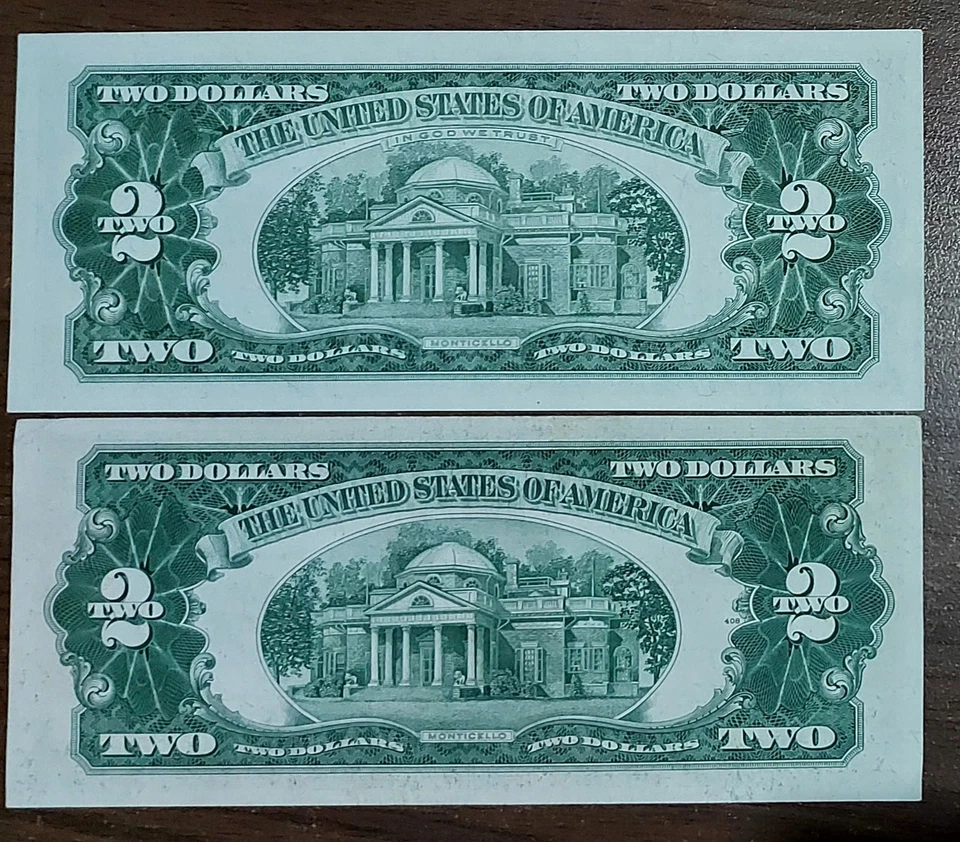 TWO DOLLARS TWO DOLLARS
THE UNITED STATES OF AMERICA
IN GOD WE TRUST
2 2
TWO TWO
MONTICELLO
TWO TWO DOLLARS TWO DOLLARS TWO
TWO DOLLARS TWO DOLLARS
THE UNITED STATES OF AMERICA
2 2
TWO TWO
408
MONTICELLO
TWO TWO DOLLARS TWO DOLLARS TWO